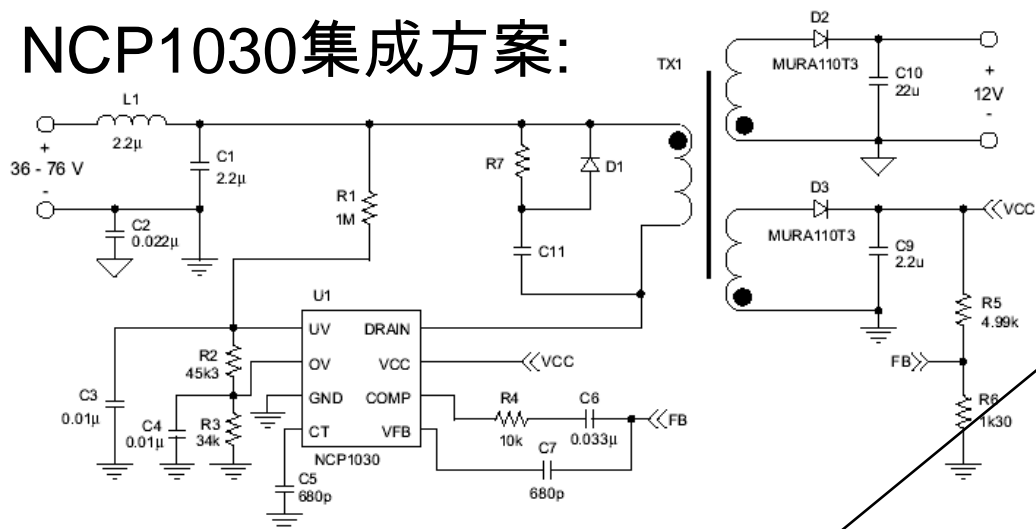 NCP1030集成方案:
D2
MURA110T3
TX1
C10
22u
+
12V
-
L1
2.2µ
+
36 - 76 V
-
C1
2.2µ
C2
0.022µ
R1
1M
R7
D1
C11
D3
MURA110T3
VCC
C9
2.2u
R5
4.99k
FB
R6
1k30
U1
UV
DRAIN
OV
VCC
GND
COMP
CT
VFB
NCP1030
VCC
R2
45k3
C3
0.01µ
C4
0.01µ
R3
34k
R4
10k
C6
0.033µ
FB
C7
680p
C5
680p